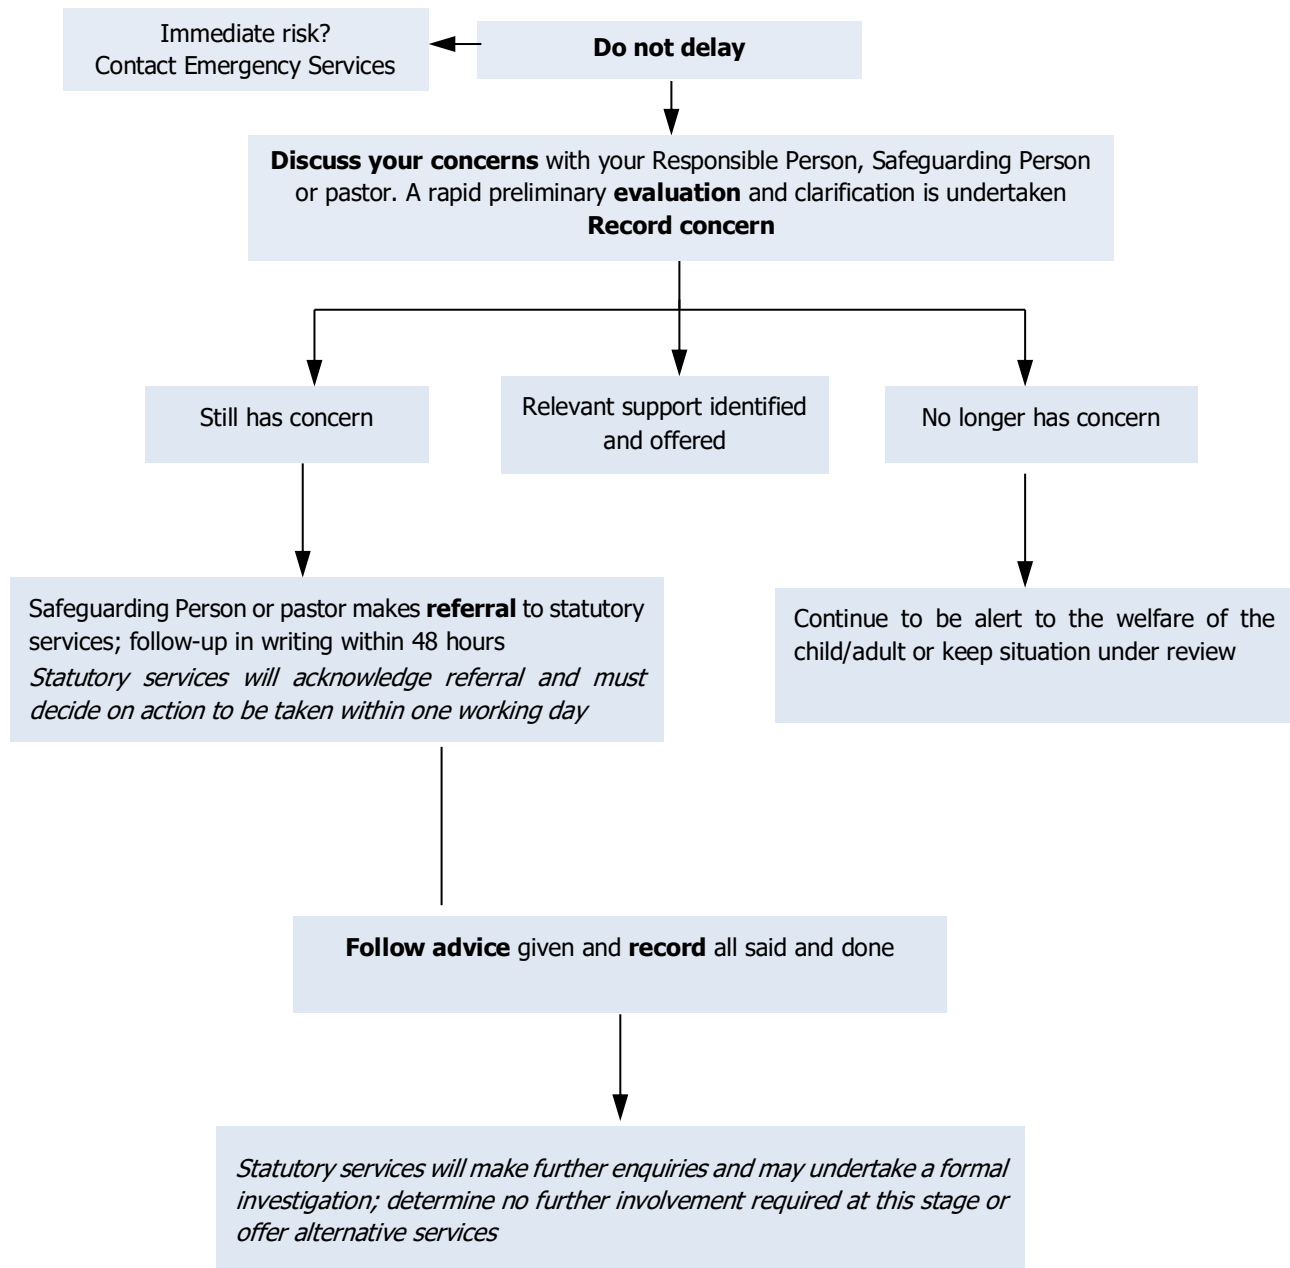 Immediate risk?
Contact Emergency Services
Do not delay
Discuss your concerns with your Responsible Person, Safeguarding Person
or pastor. A rapid preliminary evaluation and clarification is undertaken
Record concern
Still has concern
Relevant support identified
and offered
No longer has concern
Safeguarding Person or pastor makes referral to statutory
services; follow-up in writing within 48 hours
Statutory services will acknowledge referral and must
decide on action to be taken within one working day
Continue to be alert to the welfare of the
child/adult or keep situation under review
Follow advice given and record all said and done
Statutory services will make further enquiries and may undertake a formal
investigation; determine no further involvement required at this stage or
offer alternative services